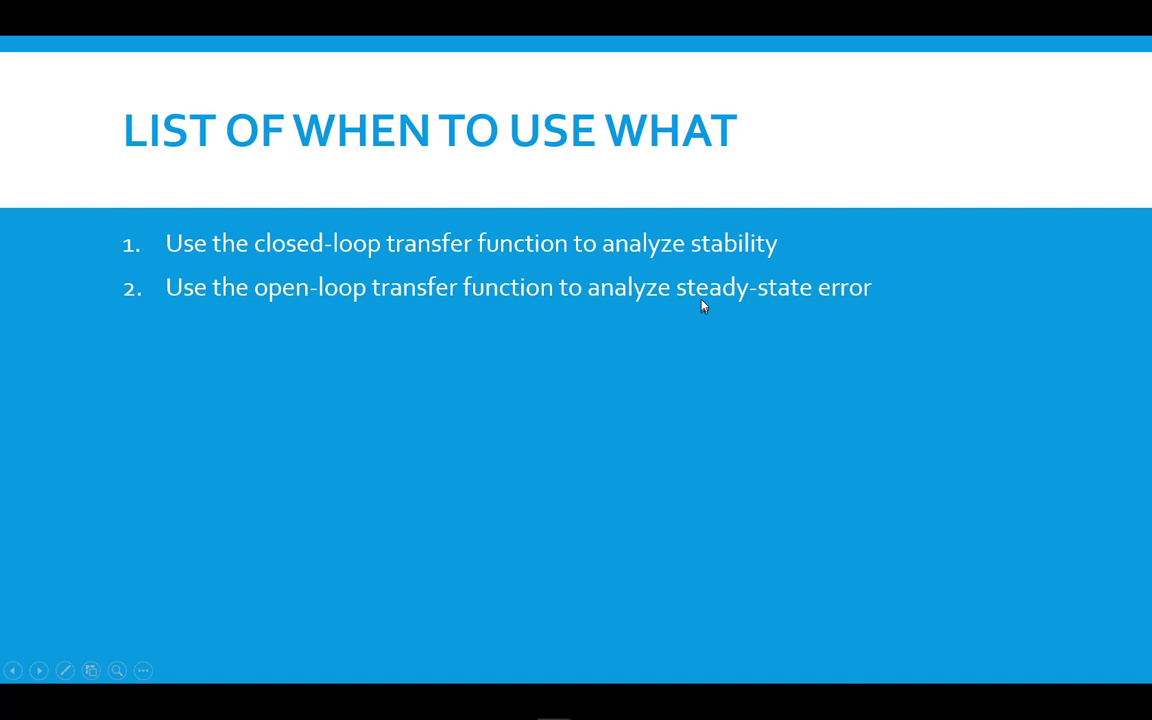 LIST OF WHEN TO USE WHAT
1. Use the closed-loop transfer function to analyze stability
2. Use the open-loop transfer function to analyze steady-state error